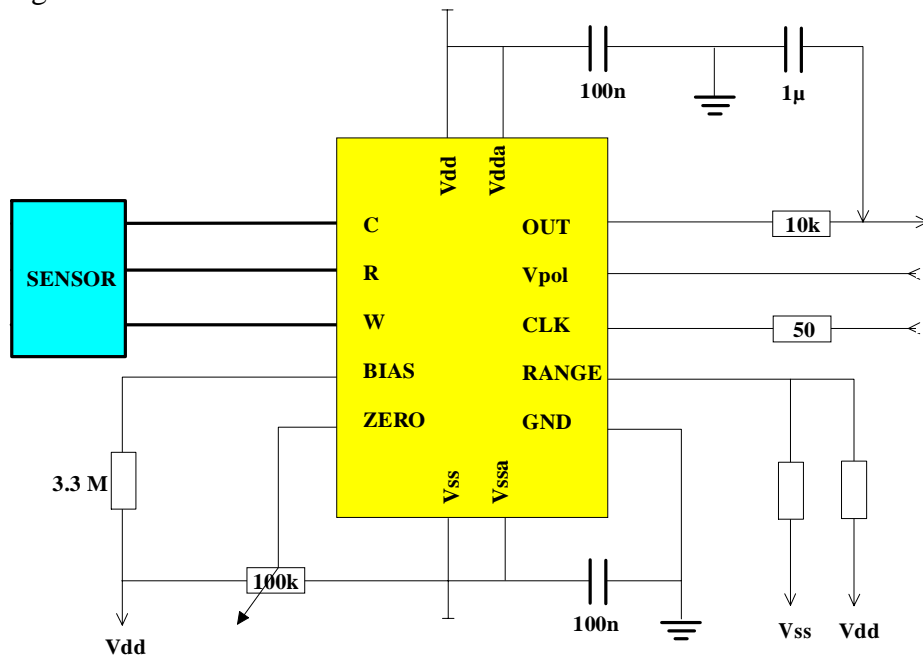 100n
1µ
Vdd
Vdda
C
OUT
10k
SENSOR
R
Vpol
W
CLK
50
BIAS
RANGE
ZERO
GND
3.3 M
Vss
Vssa
100k
100n
Vdd
Vss
Vdd